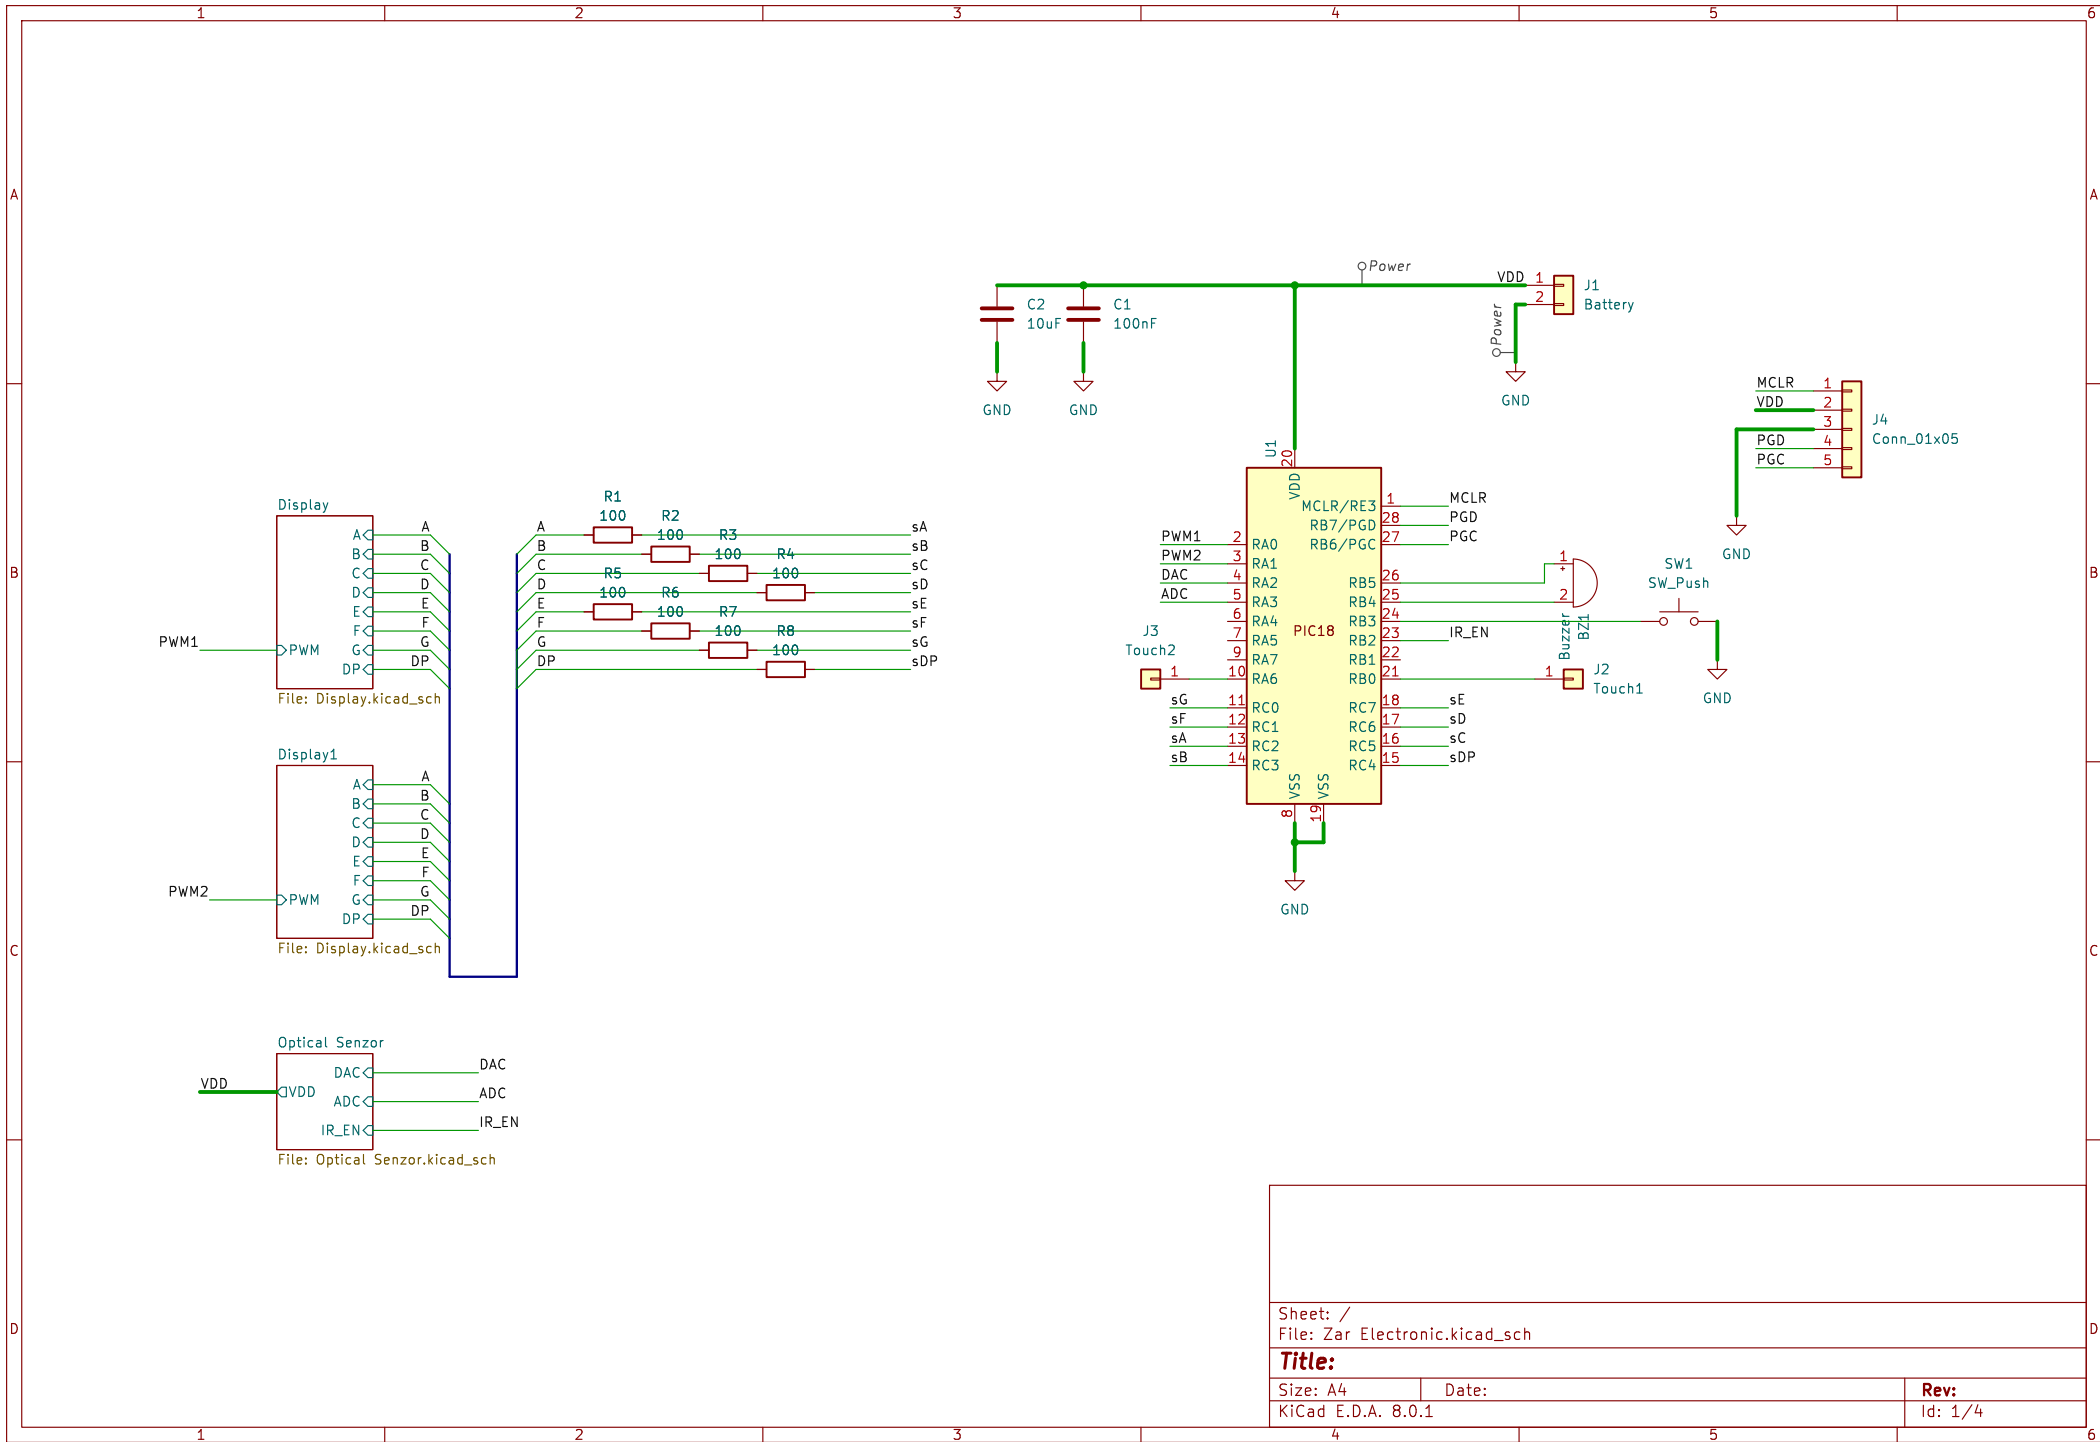 1 2 3 4 5 6
A
B
C
D
A
B
C
D
1 2 3 4 5 6
Power
VDD
1
2
J1
Battery
Power
GND
C2
10uF
GND
C1
100nF
GND
MCLR
VDD
PGD
PGC
1
2
3
4
5
J4
Conn_01x05
GND
Display
A
B
C
D
E
F
G
DP
PWM
PWM1
File: Display.kicad_sch
A
B
C
D
E
F
G
DP
Display1
A
B
C
D
E
F
G
DP
PWM
PWM2
File: Display.kicad_sch
A
B
C
D
E
F
G
DP
A
B
C
D
E
F
G
DP
R1
100
R2
100
R3
100
R4
100
R5
100
R6
100
R7
100
R8
100
sA
sB
sC
sD
sE
sF
sG
sDP
U1
20
VDD
PIC18
PWM1 2 RA0
PWM2 3 RA1
DAC 4 RA2
ADC 5 RA3
6 RA4
7 RA5
9 RA7
10 RA6
sG 11 RC0
sF 12 RC1
sA 13 RC2
sB 14 RC3
J3
Touch2
1
MCLR/RE3 1 MCLR
RB7/PGD 28 PGD
RB6/PGC 27 PGC
RB5 26
RB4 25
RB3 24
RB2 23 IR_EN
RB1 22
RB0 21
RC7 18 sE
RC6 17 sD
RC5 16 sC
RC4 15 sDP
VSS
VSS
8
19
GND
1
+
2
Buzzer
BZ1
SW1
SW_Push
GND
1
J2
Touch1
Optical Senzor
VDD
VDD
DAC
ADC
IR_EN
DAC
ADC
IR_EN
File: Optical Senzor.kicad_sch
Sheet: /
File: Zar Electronic.kicad_sch
Title:
Size: A4
Date:
Rev:
KiCad E.D.A. 8.0.1
Id: 1/4